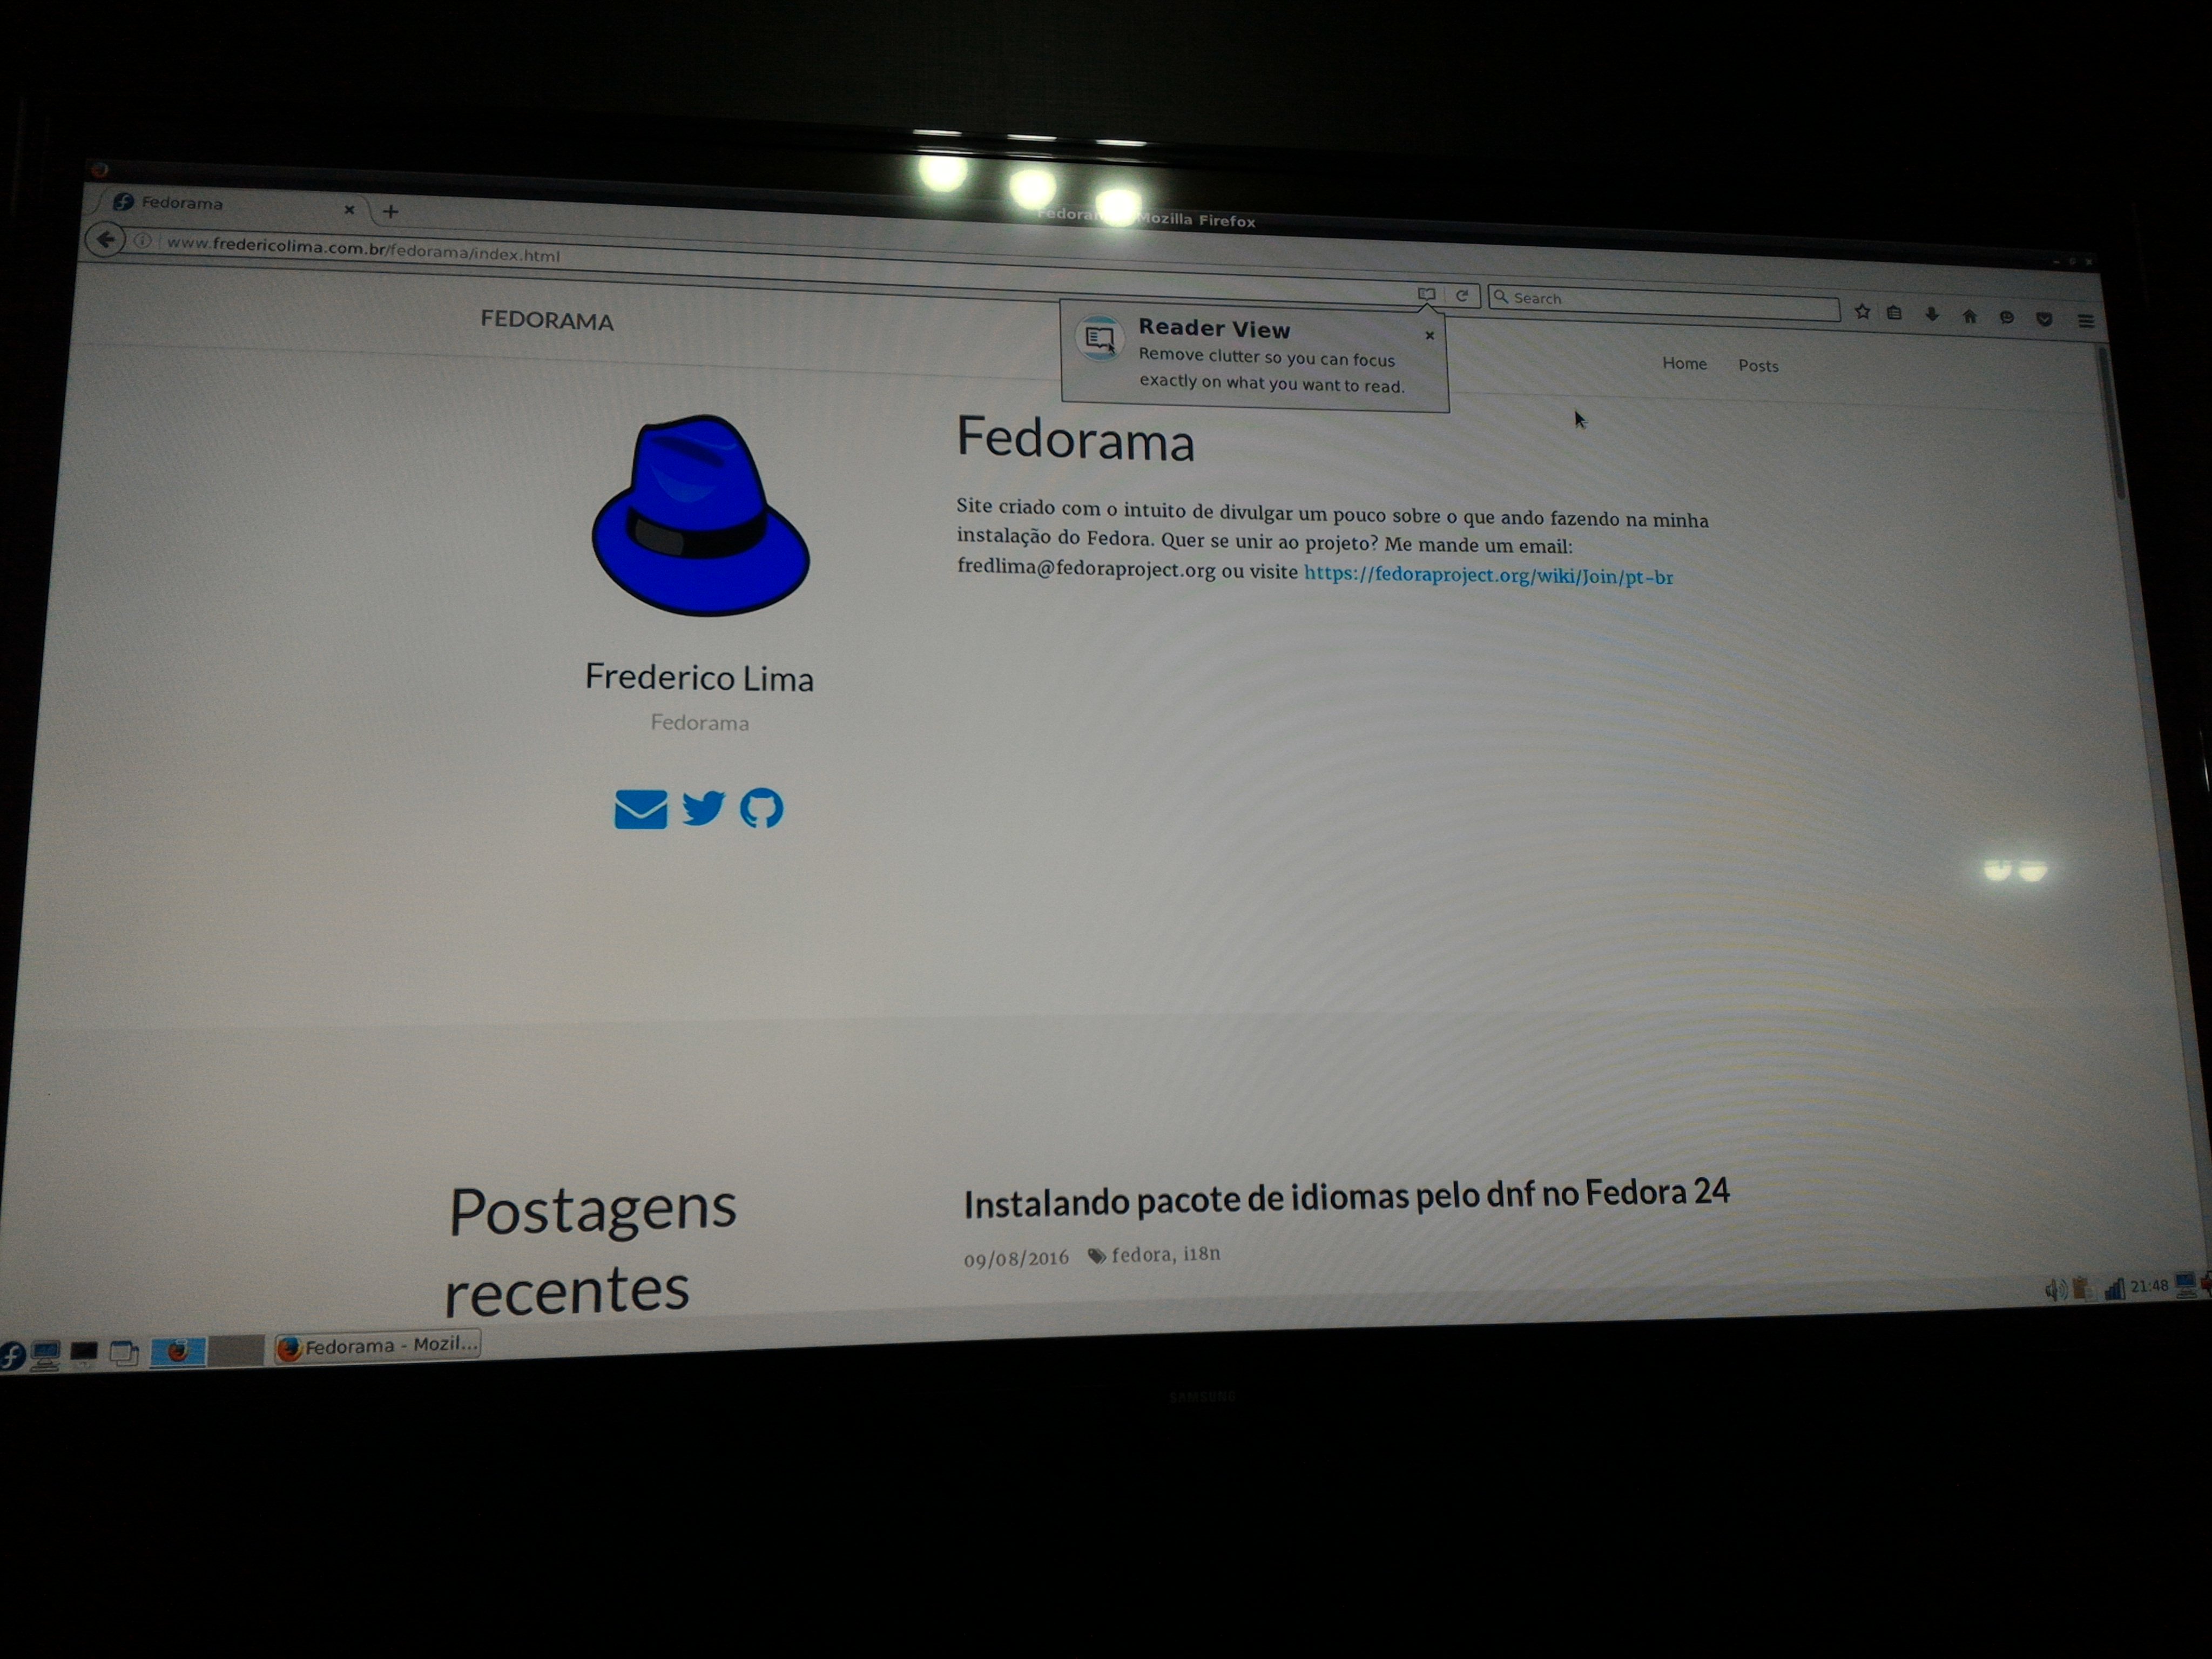 Fedorama
Mozilla Firefox
www.fredericolima.com.br/fedorama/index.html
Search
FEDORAMA
Reader View
Remove clutter so you can focus
exactly on what you want to read.
Home Posts
Fedorama
Site criado com o intuito de divulgar um pouco sobre o que ando fazendo na minha
instalação do Fedora. Quer se unir ao projeto? Me mande um email:
fredlima@fedoraproject.org ou visite https://fedoraproject.org/wiki/Join/pt-br
Frederico Lima
Fedorama
Postagens
recentes
Instalando pacote de idiomas pelo dnf no Fedora 24
09/08/2016 fedora, i18n
21:48
Fedorama - Mozil...
SAMSUNG